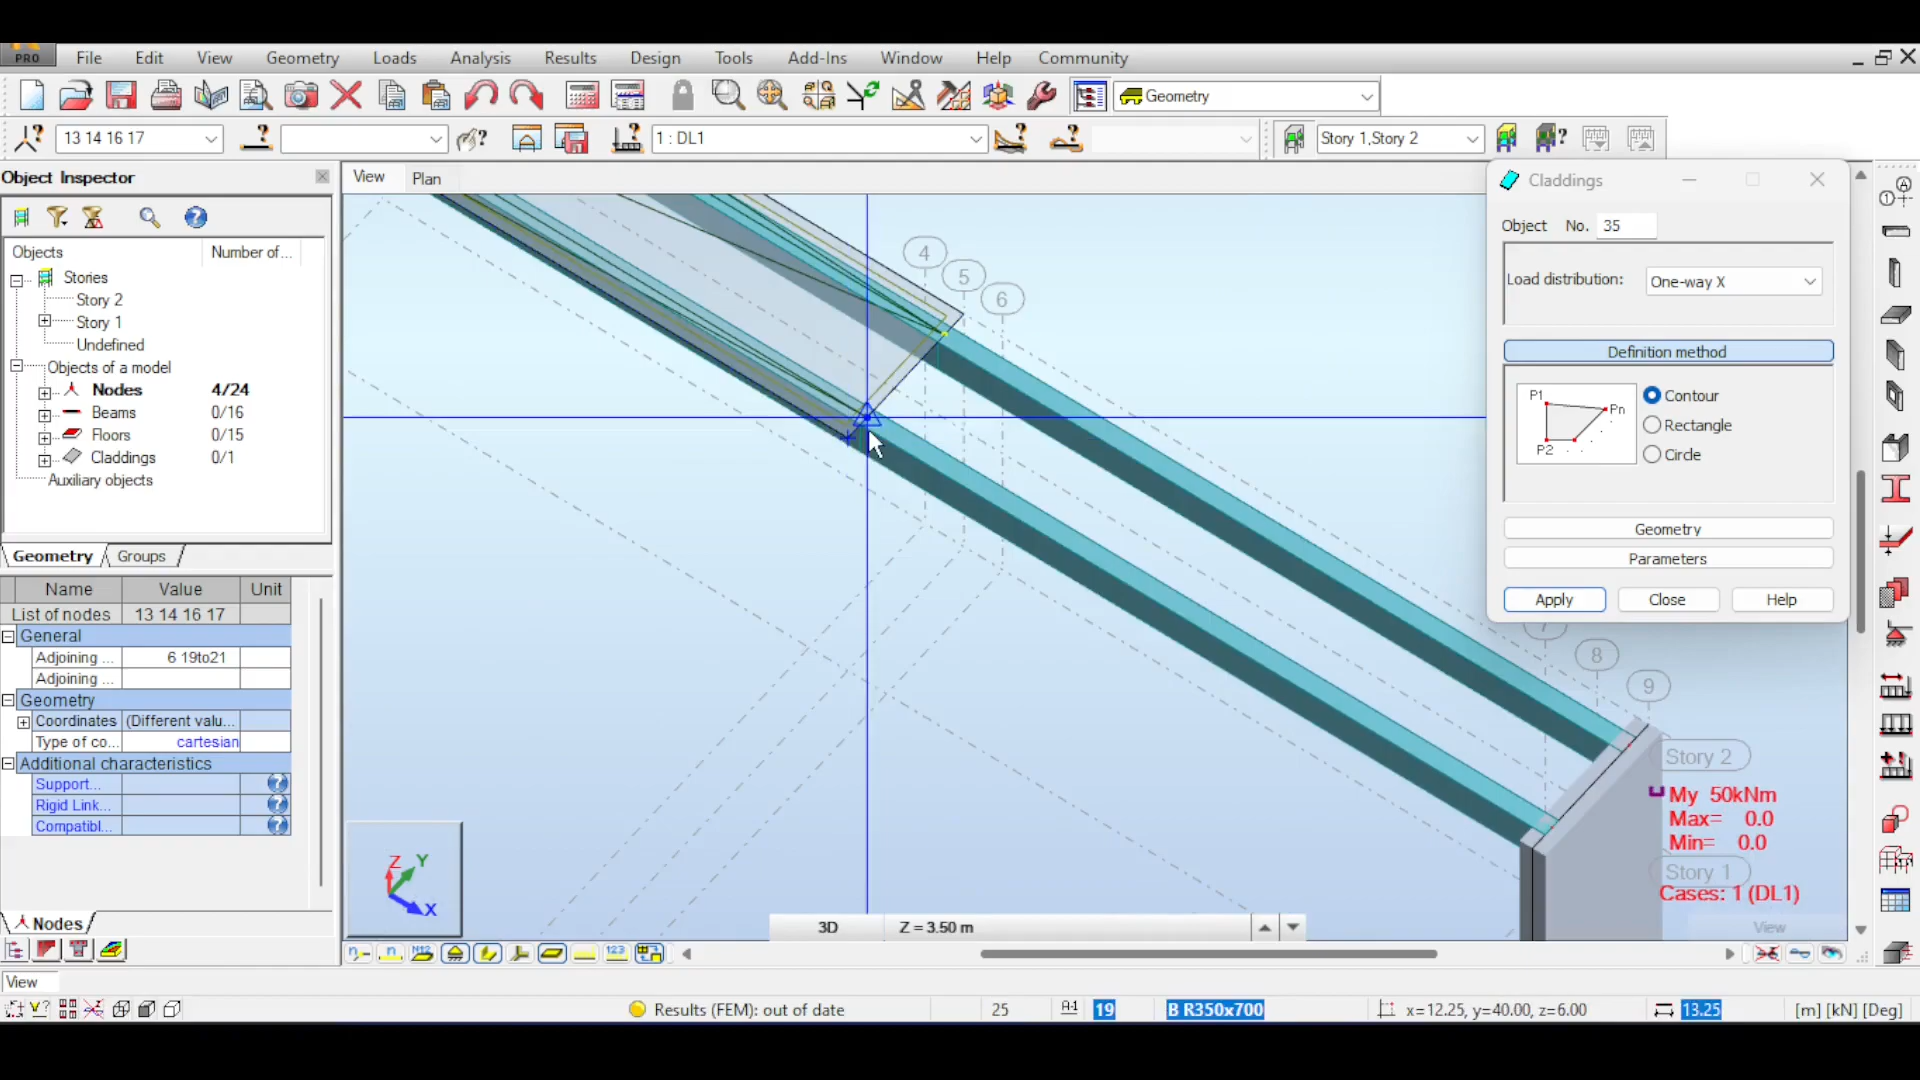 PRO File Edit View Geometry Loads Analysis Results Design Tools Add-Ins Window Help Community
Geometry
13 14 16 17
1 : DL1
Story 1,Story 2
Object Inspector
View
Plan
Objects
Number of...
Stories
Story 2
Story 1
Undefined
Objects of a model
Nodes 4/24
Beams 0/16
Floors 0/15
Claddings 0/1
Auxiliary objects
Geometry
Groups
Name Value Unit
List of nodes 13 14 16 17
General
Adjoining ... 6 19to21
Adjoining ...
Geometry
Coordinates (Different valu...
Type of co... cartesian
Additional characteristics
Support...
Rigid Link...
Compatibl...
Nodes
View
4
5
6
7
8
9
Z
Y
X
Claddings
Object No. 35
Load distribution: One-way X
Definition method
P1
Pn
P2
Contour
Rectangle
Circle
Geometry
Parameters
Apply Close Help
Story 2
My 50kNm
Max= 0.0
Min= 0.0
Story 1
Cases: 1 (DL1)
View
3D Z = 3.50 m
Results (FEM): out of date
25
19
B R350x700
x=12.25, y=40.00, z=6.00
13.25
[m] [kN] [Deg]